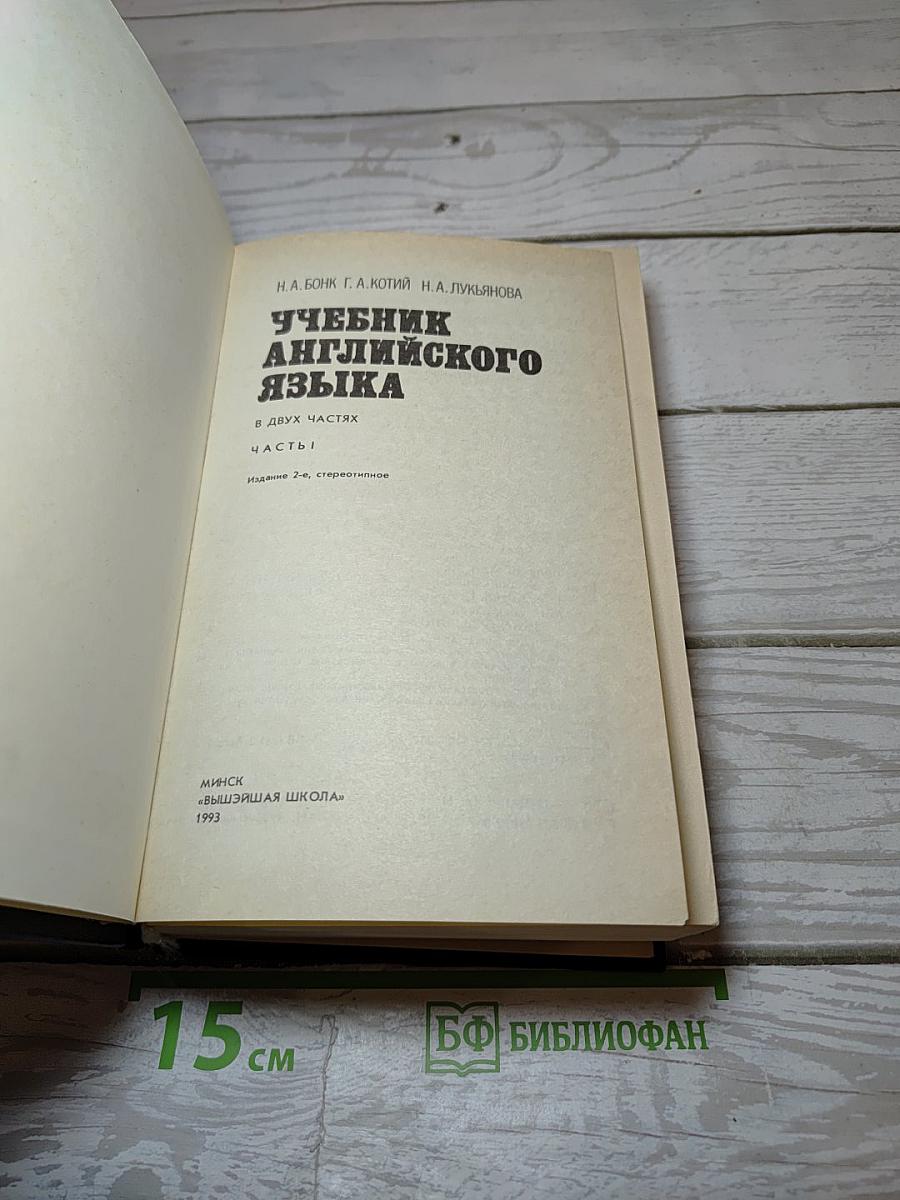 Н. А. БОНК Г. А. КОТИЙ Н. А. ЛУКЬЯНОВА
УЧЕБНИК
АНГЛИЙСКОГО
ЯЗЫКА
В ДВУХ ЧАСТЯХ
ЧАСТЬ I
Издание 2-е, стереотипное
МИНСК
«ВЫШЭЙШАЯ ШКОЛА»
1993
15 см
БФ БИБЛИОФАН